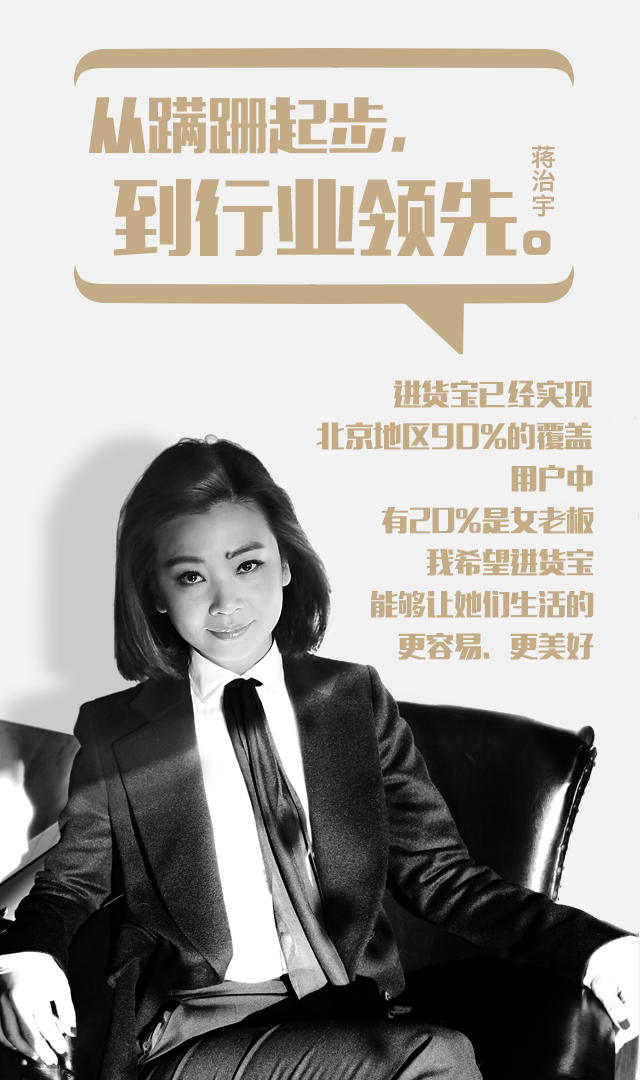 从蹒跚起步，
到行业领先。
蒋治宇
进货宝已经实现
北京地区90%的覆盖
用户中
有20%是女老板
我希望进货宝
能够让她们生活的
更容易、更美好